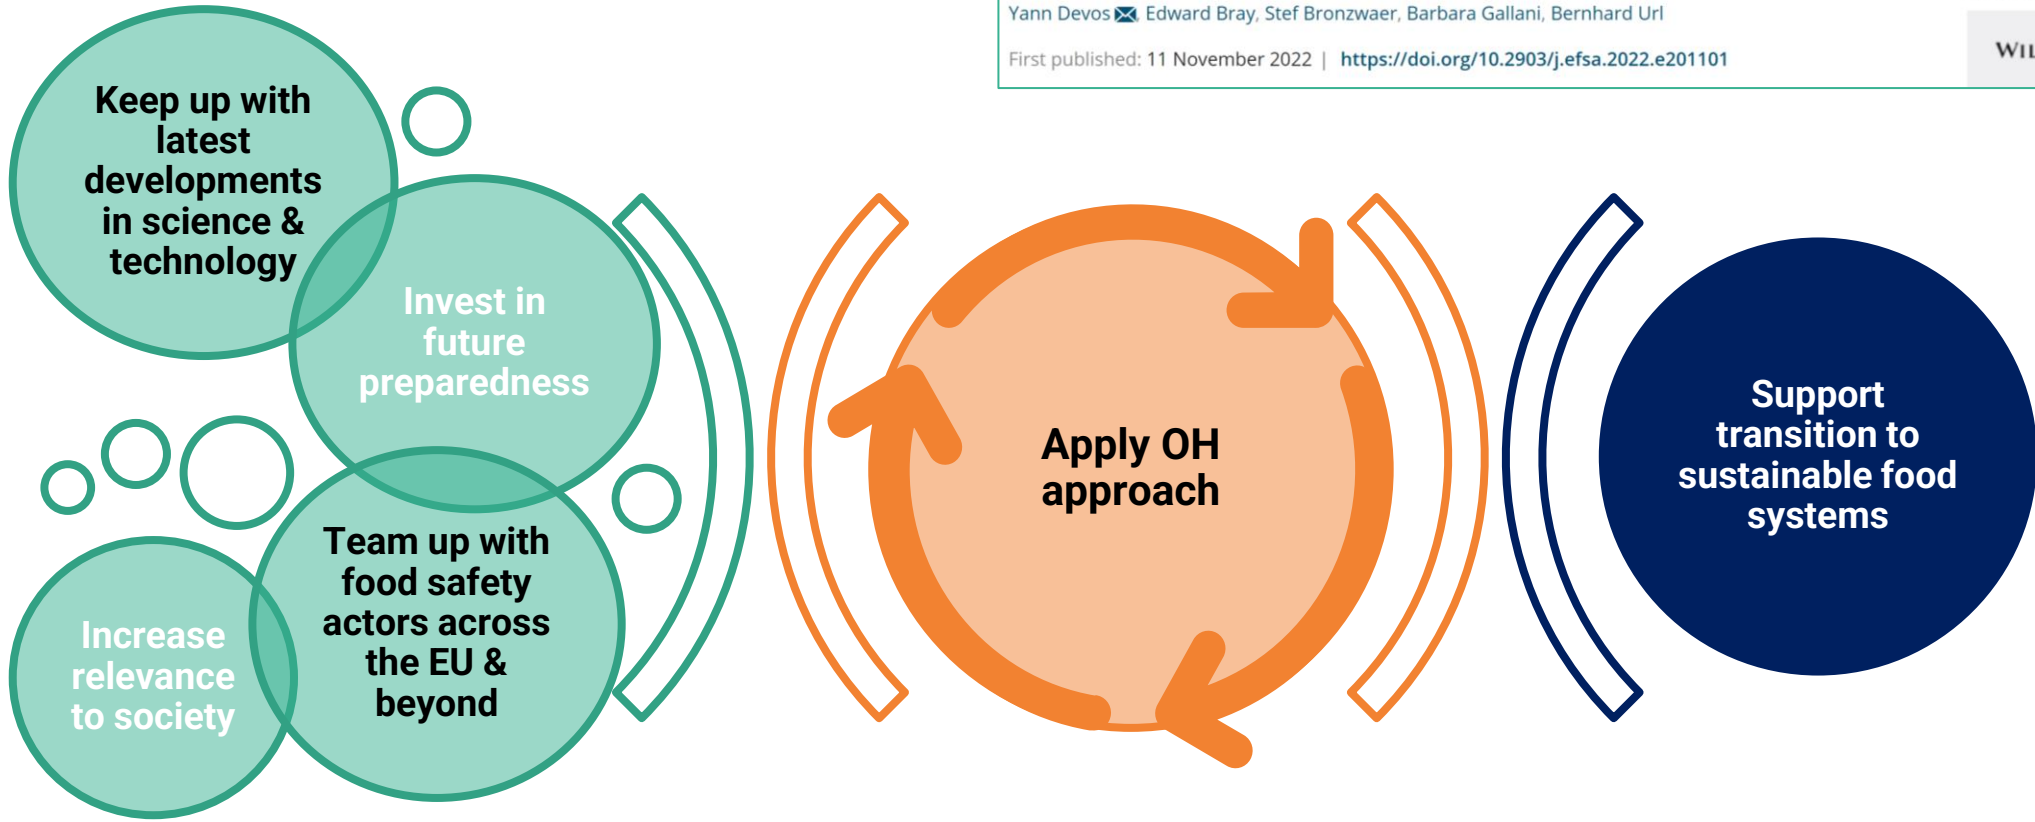 Yann Devos, Edward Bray, Stef Bronzwaer, Barbara Gallani, Bernhard Url
First published: 11 November 2022 | https://doi.org/10.2903/j.efsa.2022.e201101
Keep up with
latest
developments
in science &
technology
Invest in
future
preparedness
Team up with
food safety
actors across
the EU &
beyond
Increase
relevance
to society
Apply OH
approach
Support
transition to
sustainable food
systems